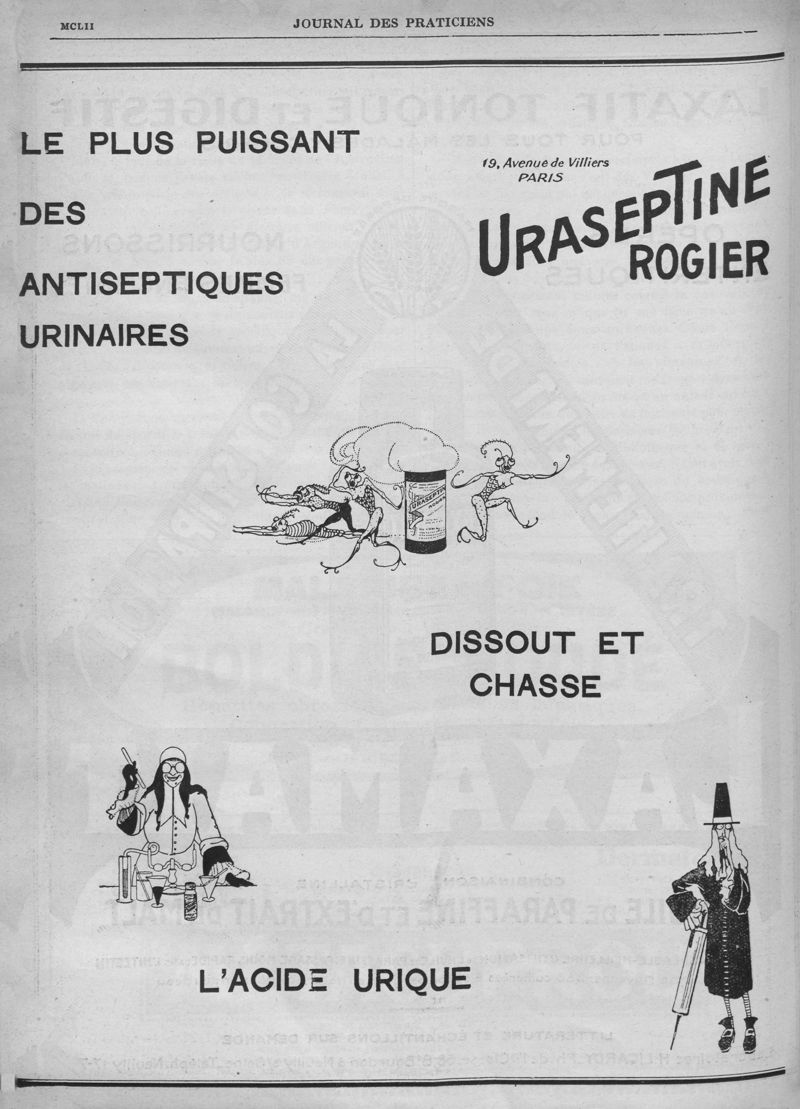 MCLII
JOURNAL DES PRATICIENS
LE PLUS PUISSANT
DES
ANTISEPTIQUES
URINAIRES
19, Avenue de Villiers
PARIS
URASEPTINE
ROGIER
URASEPTINE
DISSOUT ET
CHASSE
L'ACIDE URIQUE